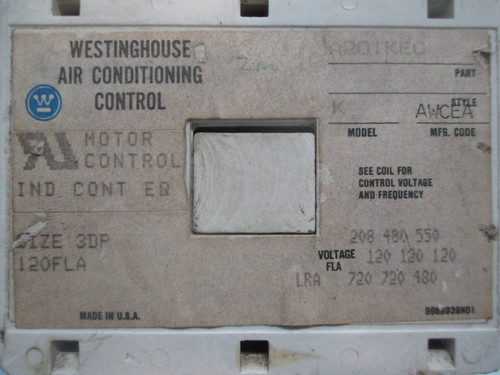 WESTINGHOUSE
AIR CONDITIONING
CONTROL
W
A201KEC
PART
STYLE
K
AWCEA
MODEL
MFG. CODE
MOTOR
CONTROL
IND CONT EQ
SEE COIL FOR
CONTROL VOLTAGE
AND FREQUENCY
SIZE 3DP
120FLA
208 480 550
VOLTAGE 120 120 120
FLA
LRA 720 720 480
MADE IN U.S.A.